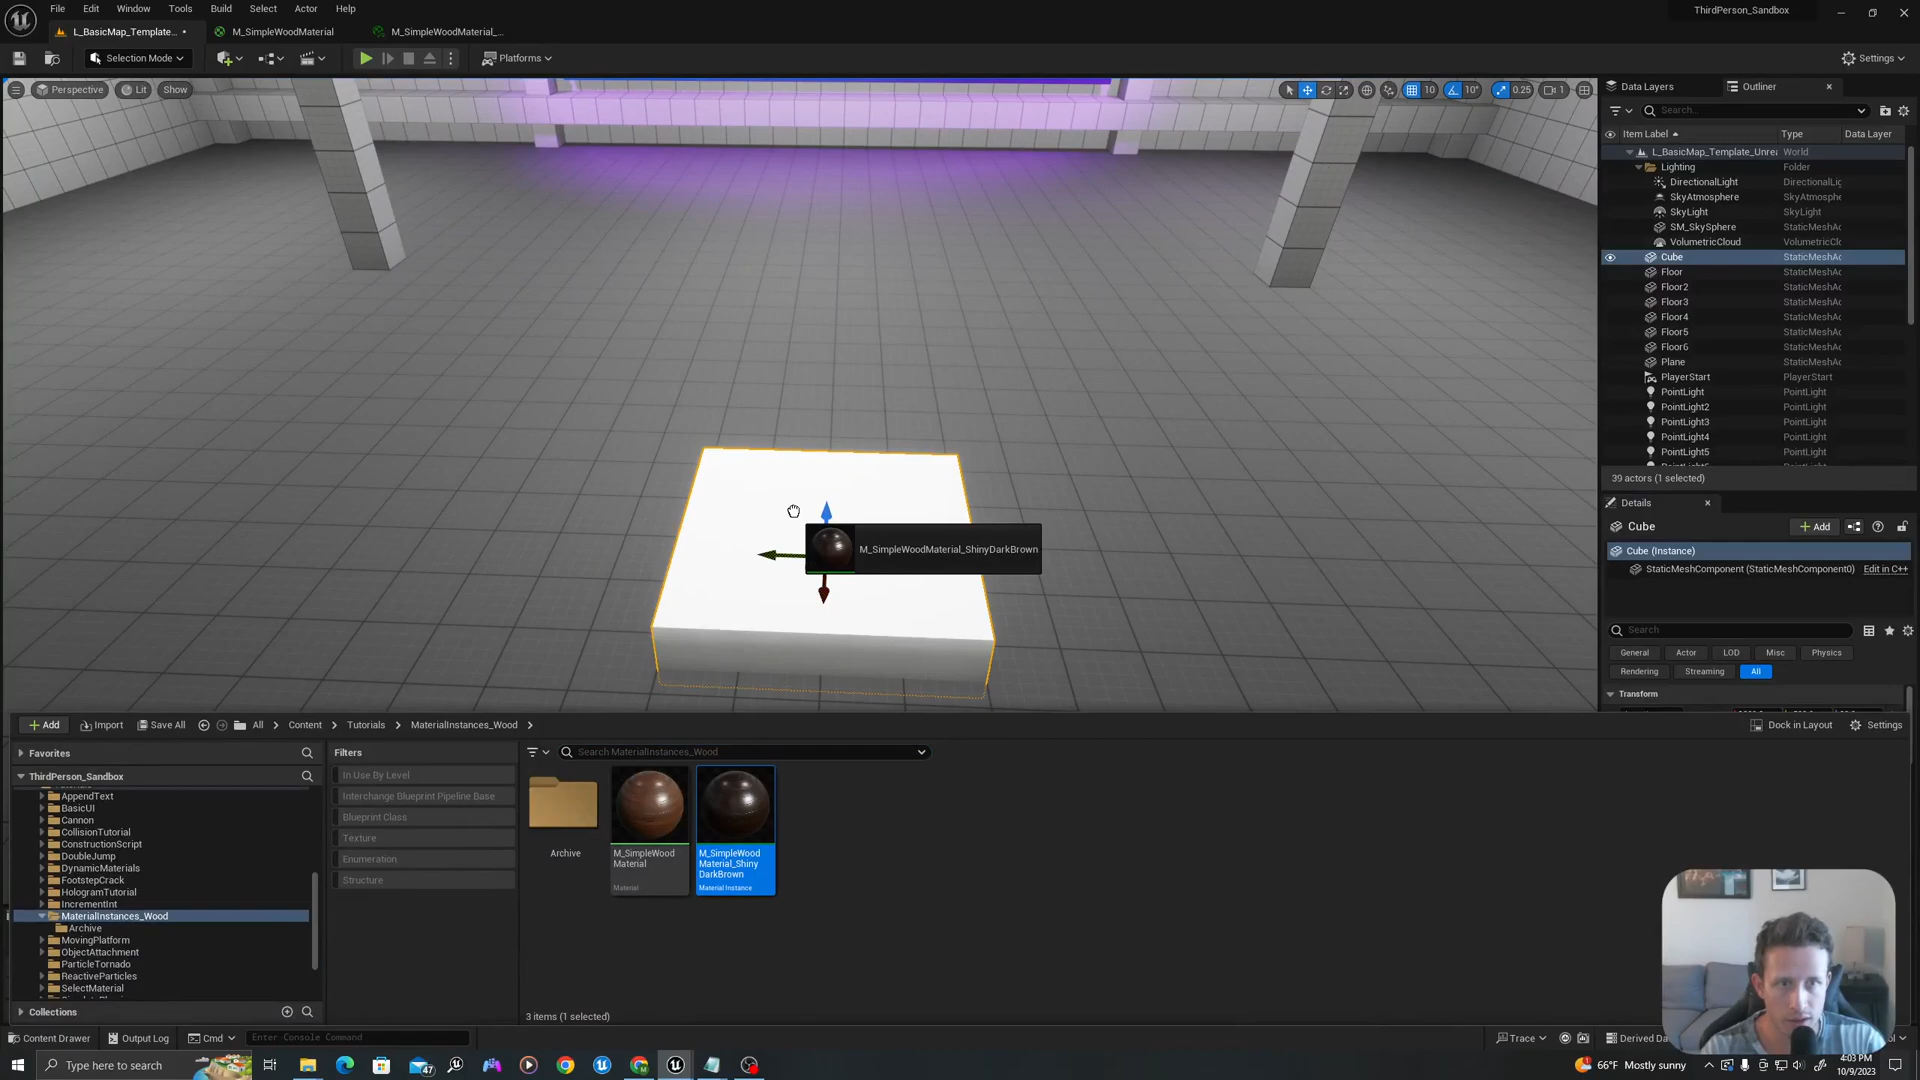 File Edit Window Tools Build Select Actor Help
ThirdPerson_Sandbox
L_BasicMap_Template... •
M_SimpleWoodMaterial
M_SimpleWoodMaterial_...
Selection Mode
Platforms
Settings
Perspective
Lit
Show
10
10°
0.25
1
Data Layers
Outliner
Search...
Item Label
Type
Data Layer
L_BasicMap_Template_Unrea World
Lighting Folder
DirectionalLight DirectionalLig
SkyAtmosphere SkyAtmosphe
SkyLight SkyLight
SM_SkySphere StaticMeshAc
VolumetricCloud VolumetricCl
Cube StaticMeshAc
Floor StaticMeshAc
Floor2 StaticMeshAc
Floor3 StaticMeshAc
Floor4 StaticMeshAc
Floor5 StaticMeshAc
Floor6 StaticMeshAc
Plane StaticMeshAc
PlayerStart PlayerStart
PointLight PointLight
PointLight2 PointLight
PointLight3 PointLight
PointLight4 PointLight
PointLight5 PointLight
39 actors (1 selected)
Details
Cube
+ Add
Cube (Instance)
StaticMeshComponent (StaticMeshComponent0) Edit in C++
Search
General Actor LOD Misc Physics
Rendering Streaming All
Transform
M_SimpleWoodMaterial_ShinyDarkBrown
+ Add
Import
Save All
All > Content > Tutorials > MaterialInstances_Wood >
Dock in Layout
Settings
Favorites
ThirdPerson_Sandbox
AppendText
BasicUI
Cannon
CollisionTutorial
ConstructionScript
DoubleJump
DynamicMaterials
FootstepCrack
HologramTutorial
IncrementInt
MaterialInstances_Wood
Archive
MovingPlatform
ObjectAttachment
ParticleTornado
ReactiveParticles
SelectMaterial
Collections
Filters
In Use By Level
Interchange Blueprint Pipeline Base
Blueprint Class
Texture
Enumeration
Structure
Search MaterialInstances_Wood
Archive
M_SimpleWood
Material
Material
M_SimpleWood
Material_Shiny
DarkBrown
Material Instance
3 items (1 selected)
Content Drawer
Output Log
Cmd
Enter Console Command
Trace
Derived Da
Type here to search
47
66°F Mostly sunny
4:03 PM
10/9/2023